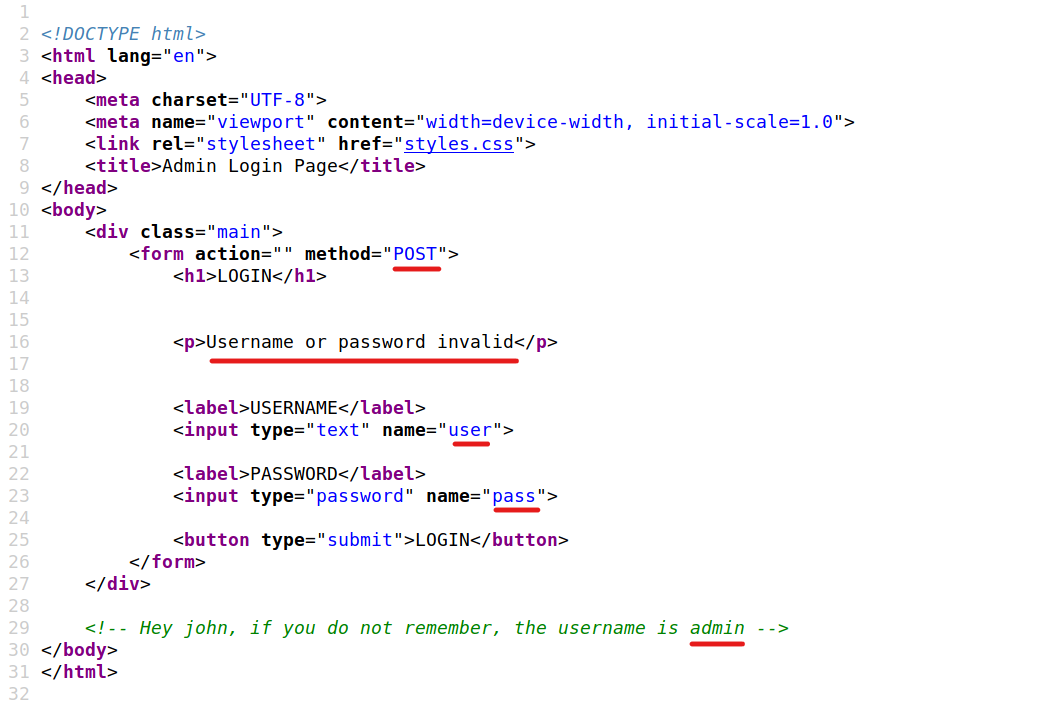 1
2 <!DOCTYPE html>
3 <html lang="en">
4 <head>
5     <meta charset="UTF-8">
6     <meta name="viewport" content="width=device-width, initial-scale=1.0">
7     <link rel="stylesheet" href="styles.css">
8     <title>Admin Login Page</title>
9 </head>
10 <body>
11     <div class="main">
12         <form action="" method="POST">
13             <h1>LOGIN</h1>
14
15
16             <p>Username or password invalid</p>
17
18
19             <label>USERNAME</label>
20             <input type="text" name="user">
21
22             <label>PASSWORD</label>
23             <input type="password" name="pass">
24
25             <button type="submit">LOGIN</button>
26         </form>
27     </div>
28
29     <!-- Hey john, if you do not remember, the username is admin -->
30 </body>
31 </html>
32